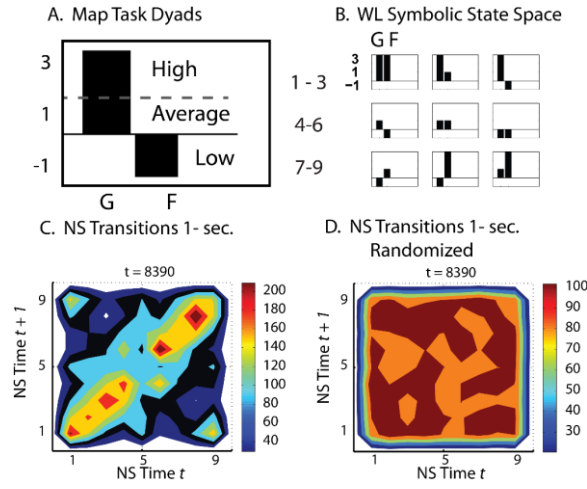 A. Map Task Dyads
3
High
1
Average
-1
Low
G
F
B. WL Symbolic State Space
G F
3
1
-1
1 - 3
4-6
7-9
C. NS Transitions 1- sec.
t = 8390
NS Time t + 1
9
5
1
1
5
9
NS Time t
200
180
160
140
120
100
80
60
40
D. NS Transitions 1- sec.
Randomized
t = 8390
NS Time t + 1
9
5
1
1
5
9
NS Time t
100
90
80
70
60
50
40
30